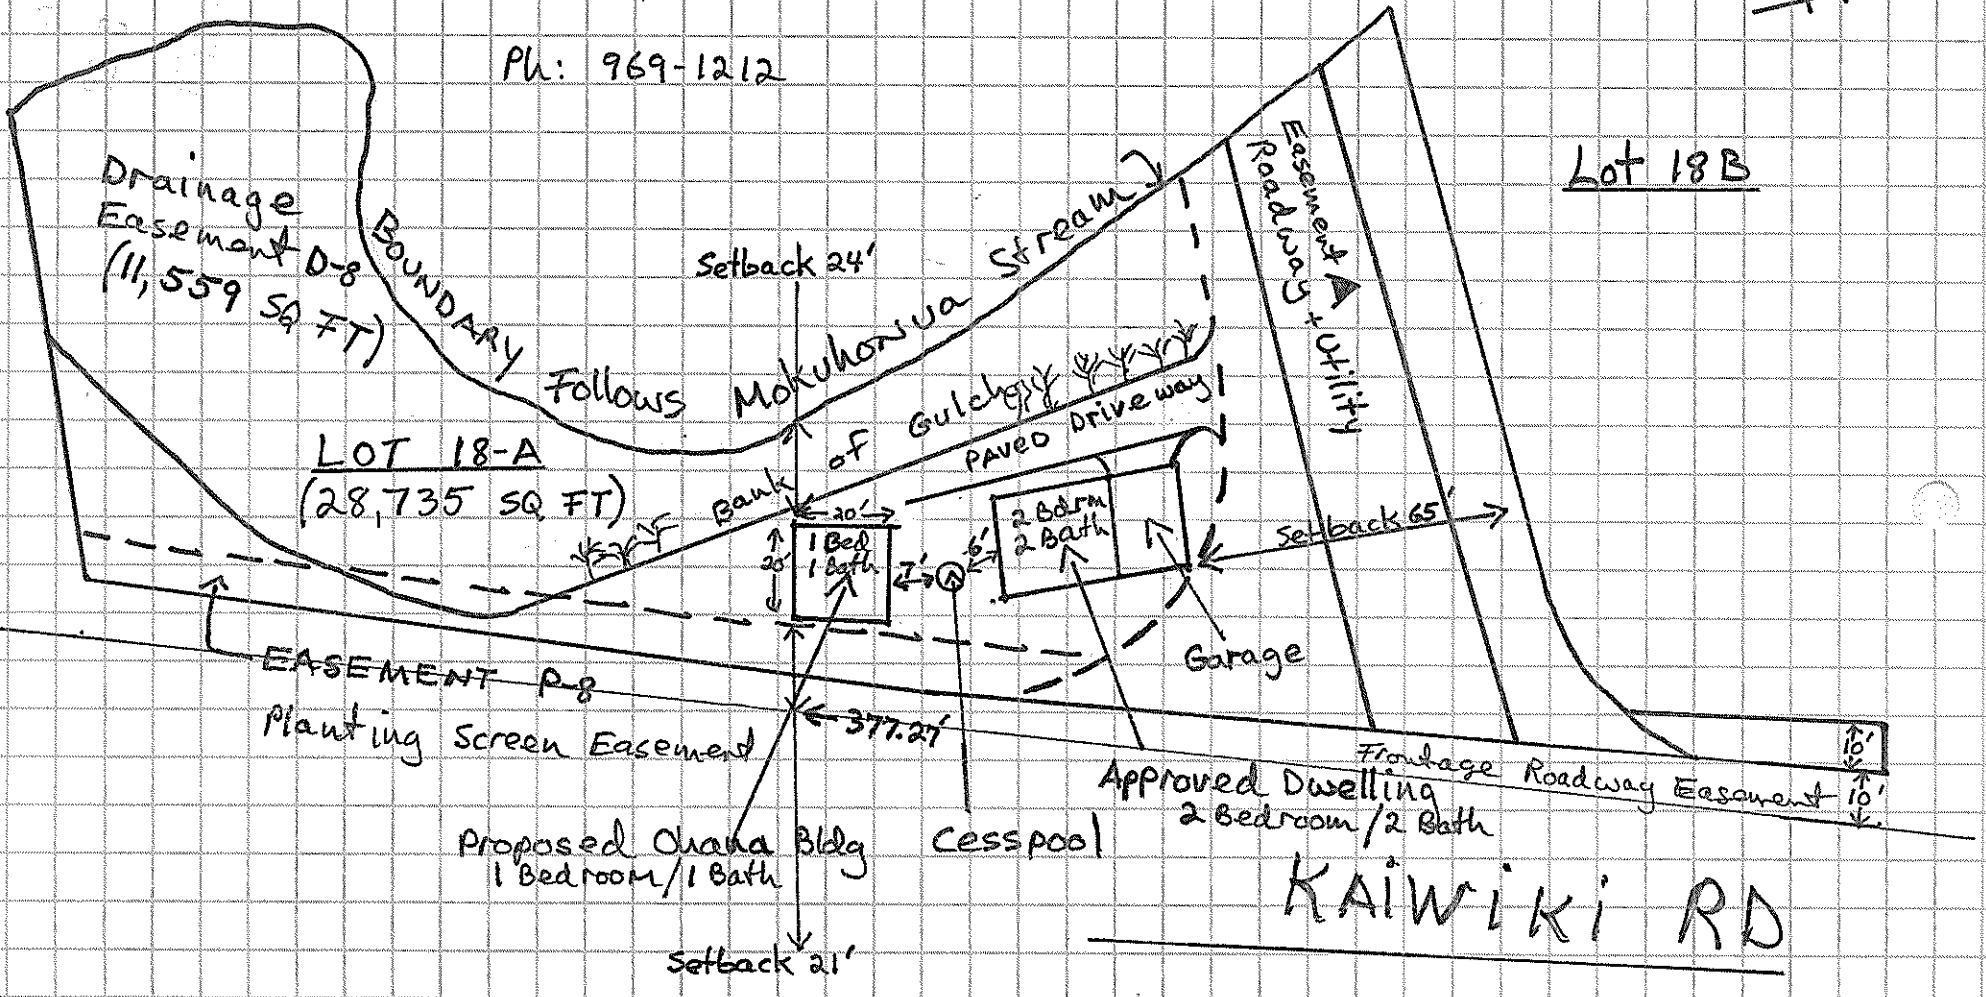 Ph: 969-1212
Drainage
Easement D-8
(11,559 SQ FT)
BOUNDARY Follows Mokuhonua Stream
Setback 24'
Easement A
Roadway + Utility
Lot 18B
LOT 18-A
(28,735 SQ FT)
Bank of Gulch
PAVED Driveway
20'
20'
1 Bed
1 Bath
7'
6'
2 Bdrm
2 Bath
Setback 65'
Garage
EASEMENT P-8
Planting Screen Easement
377.27'
Frontage Roadway Easement
10'
10'
Approved Dwelling
2 Bedroom/2 Bath
Proposed Ohana Bldg
1 Bedroom/1 Bath
Cesspool
KAiWiKi RD
Setback 21'